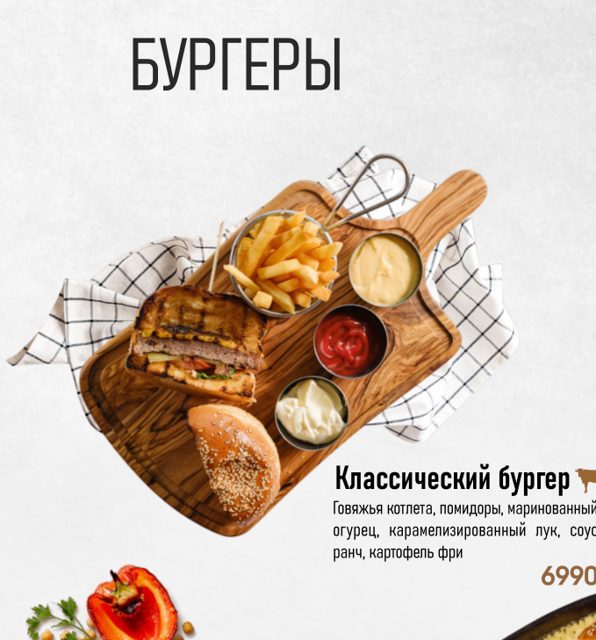 БУРГЕРЫ
Классический бургер
Говяжья котлета, помидоры, маринованный
огурец, карамелизированный лук, соус
ранч, картофель фри
6990